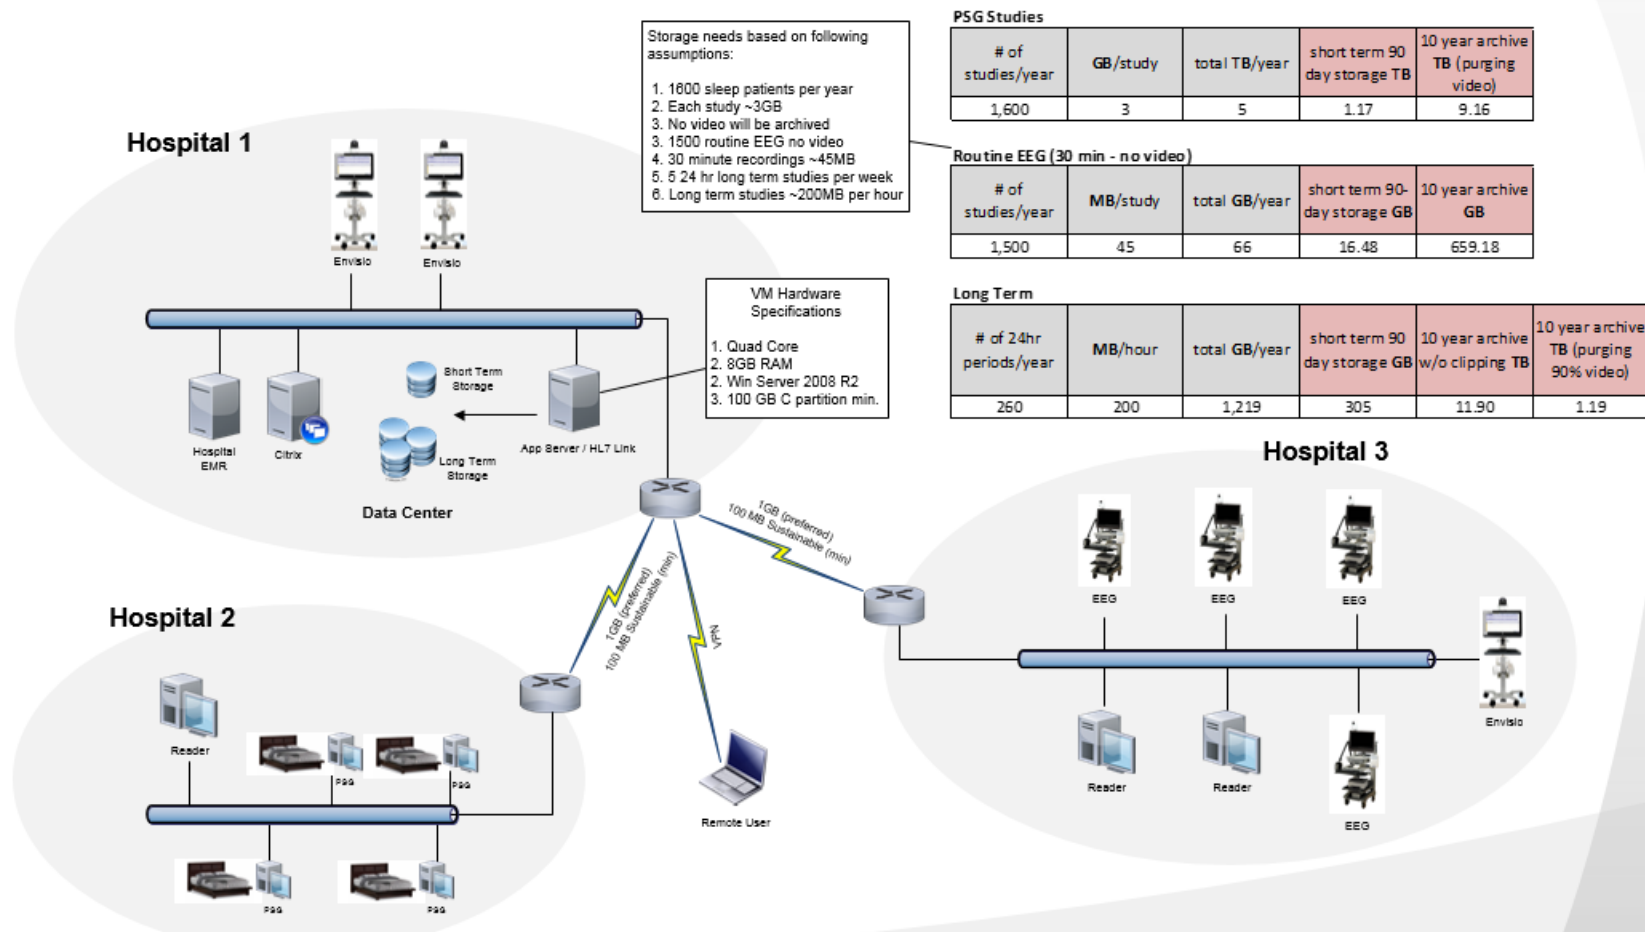 PSG Studies
# of studies/year
GB/study
total TB/year
short term 90 day storage TB
10 year archive TB (purging video)
1,600
3
5
1.17
9.16
Storage needs based on following
assumptions:
1. 1600 sleep patients per year
2. Each study ~3GB
3. No video will be archived
3. 1500 routine EEG no video
4. 30 minute recordings ~45MB
5. 5 24 hr long term studies per week
6. Long term studies ~200MB per hour
Routine EEG (30 min - no video)
# of studies/year
MB/study
total GB/year
short term 90-day storage GB
10 year archive GB
1,500
45
66
16.48
659.18
Long Term
# of 24hr periods/year
MB/hour
total GB/year
short term 90 day storage GB
10 year archive w/o clipping TB
10 year archive TB (purging 90% video)
260
200
1,219
305
11.90
1.19
Hospital 1
Envisio
Envisio
VM Hardware
Specifications
1. Quad Core
2. 8GB RAM
2. Win Server 2008 R2
3. 100 GB C partition min.
Short Term
Storage
Hospital
EMR
Citrix
Long Term
Storage
App Server / HL7 Link
Data Center
1GB (preferred)
100 MB Sustainable (min)
1GB (preferred)
100 MB Sustainable (min)
VPN
Remote User
Hospital 2
Reader
PSG
PSG
PSG
PSG
Hospital 3
EEG
EEG
EEG
Envisio
Reader
Reader
EEG